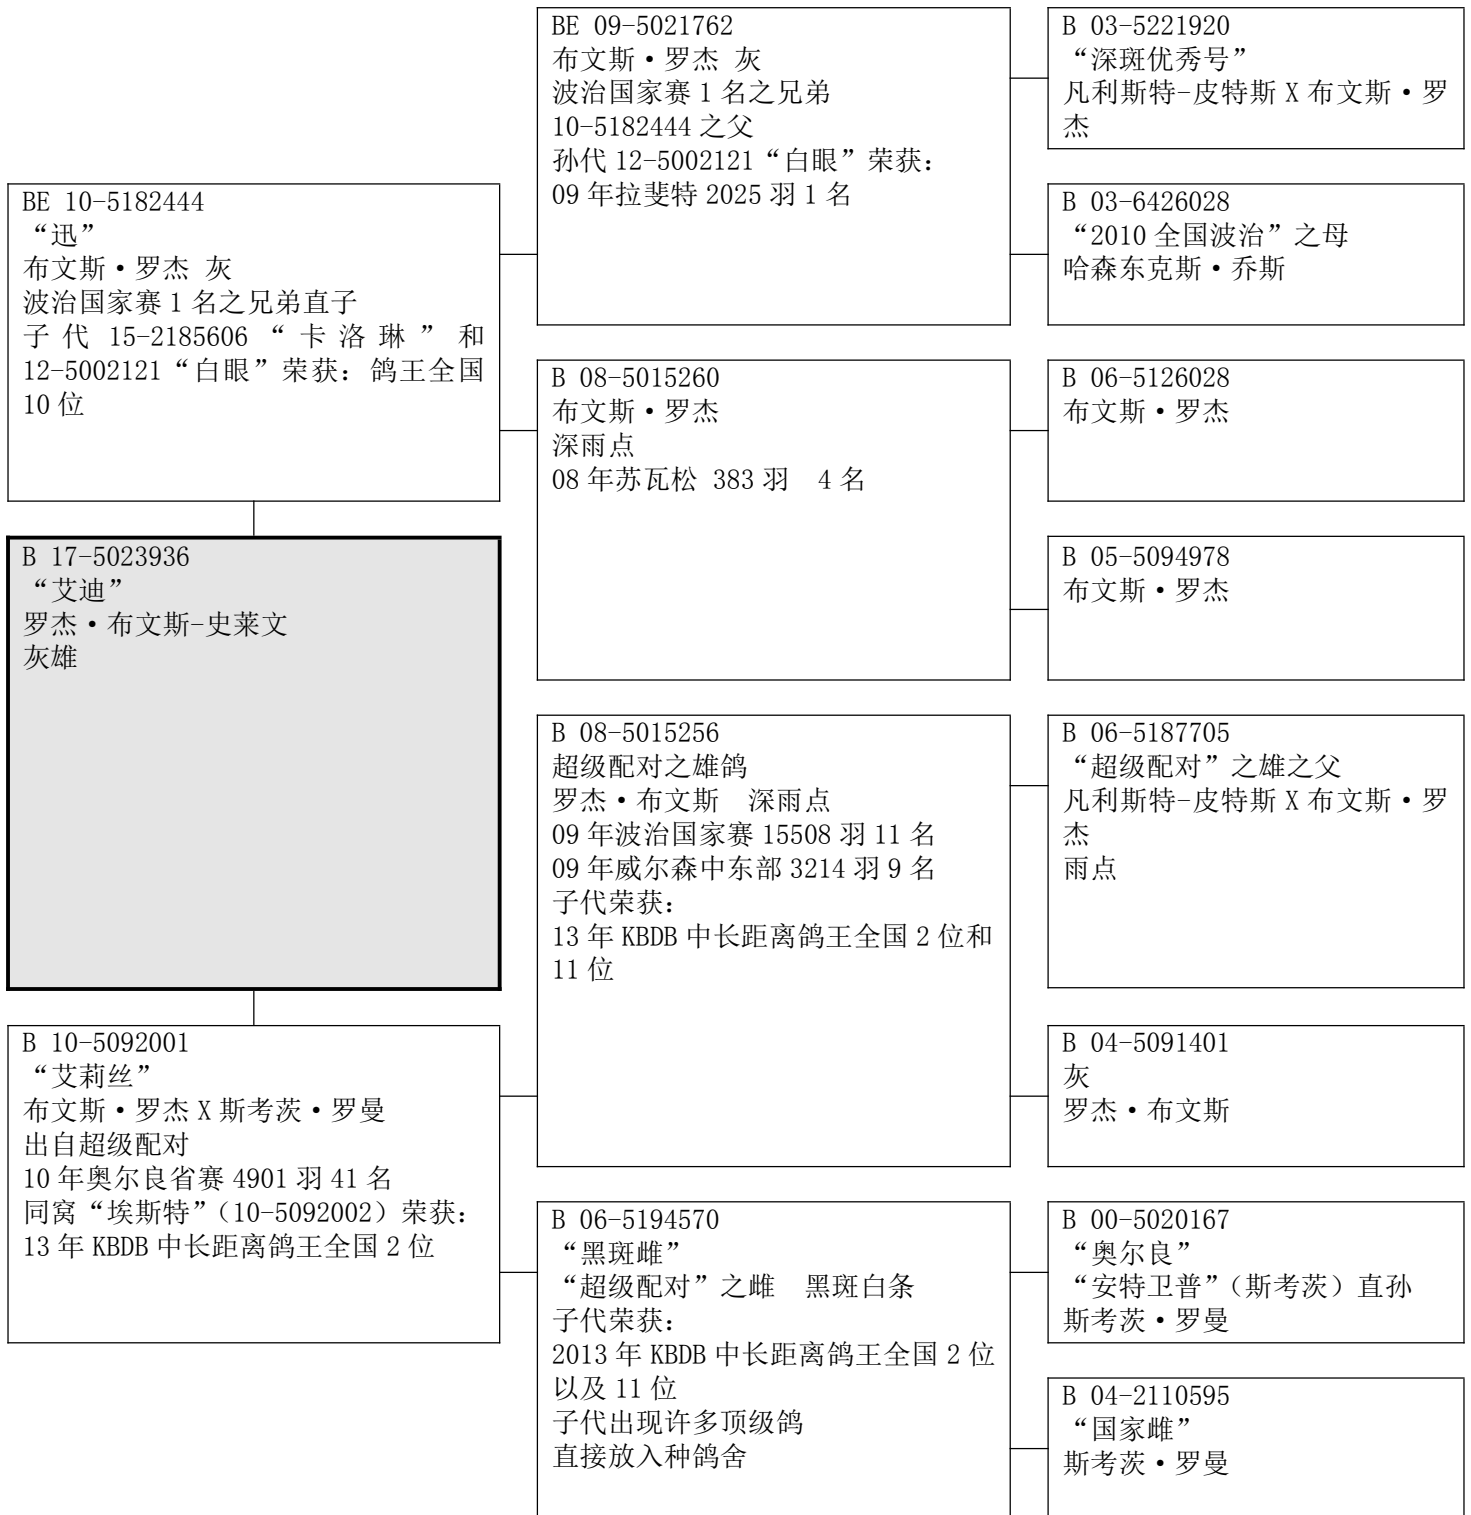 BE 10-5182444
“迅”
布文斯·罗杰 灰
波治国家赛 1 名之兄弟直子
子代 15-2185606 “卡洛琳” 和
12-5002121“白眼”荣获：鸽王全国
10 位
B 17-5023936
“艾迪”
罗杰·布文斯-史莱文
灰雄
B 10-5092001
“艾莉丝”
布文斯·罗杰 X 斯考茨·罗曼
出自超级配对
10 年奥尔良省赛 4901 羽 41 名
同窝“埃斯特”（10-5092002）荣获：
13 年 KBDB 中长距离鸽王全国 2 位
BE 09-5021762
布文斯·罗杰 灰
波治国家赛 1 名之兄弟
10-5182444 之父
孙代 12-5002121“白眼”荣获：
09 年拉斐特 2025 羽 1 名
B 08-5015260
布文斯·罗杰
深雨点
08 年苏瓦松 383 羽 4 名
B 08-5015256
超级配对之雄鸽
罗杰·布文斯 深雨点
09 年波治国家赛 15508 羽 11 名
09 年威尔森中东部 3214 羽 9 名
子代荣获：
13 年 KBDB 中长距离鸽王全国 2 位和
11 位
B 06-5194570
“黑斑雌”
“超级配对”之雌 黑斑白条
子代荣获：
2013 年 KBDB 中长距离鸽王全国 2 位
以及 11 位
子代出现许多顶级鸽
直接放入种鸽舍
B 03-5221920
“深斑优秀号”
凡利斯特-皮特斯 X 布文斯·罗
杰
B 03-6426028
“2010 全国波治”之母
哈森东克斯·乔斯
B 06-5126028
布文斯·罗杰
B 05-5094978
布文斯·罗杰
B 06-5187705
“超级配对”之雄之父
凡利斯特-皮特斯 X 布文斯·罗
杰
雨点
B 04-5091401
灰
罗杰·布文斯
B 00-5020167
“奥尔良”
“安特卫普”（斯考茨）直孙
斯考茨·罗曼
B 04-2110595
“国家雌”
斯考茨·罗曼